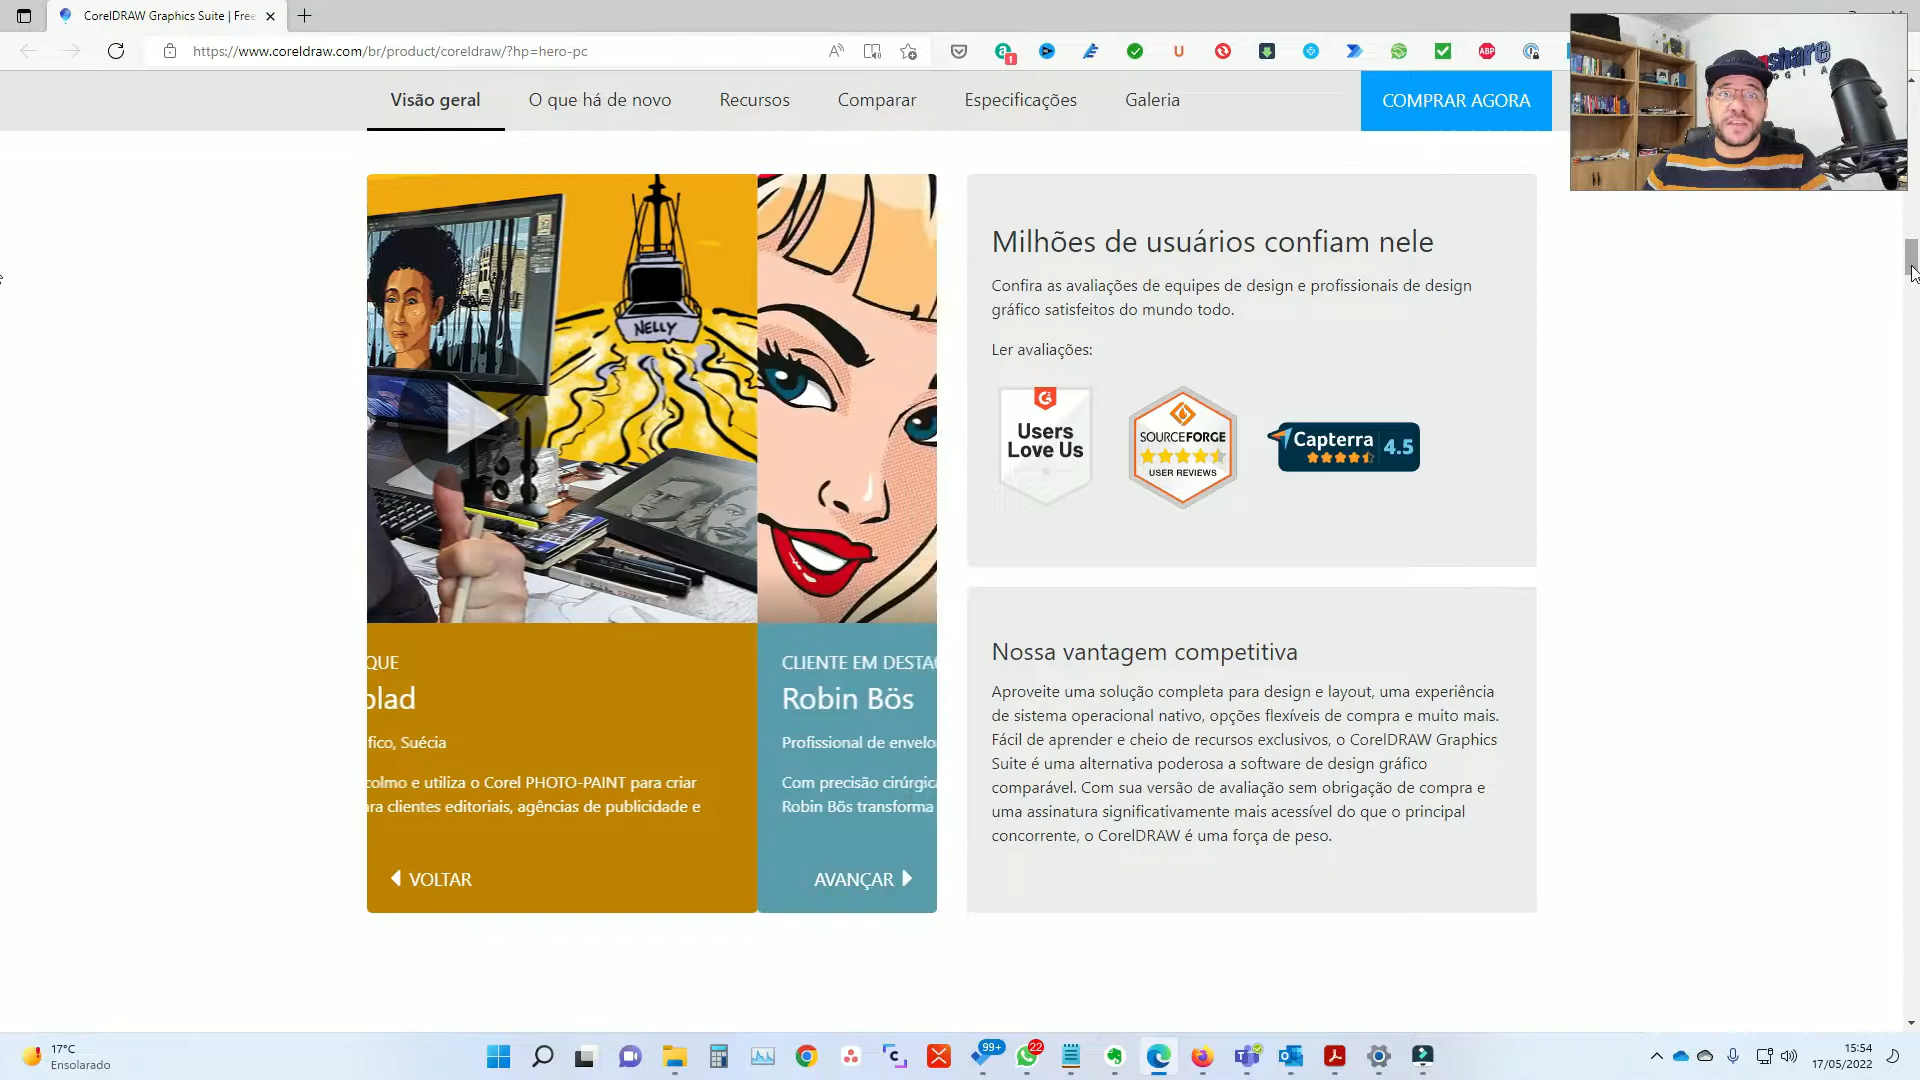 CorelDRAW Graphics Suite | Free
https://www.coreldraw.com/br/product/coreldraw/?hp=hero-pc
1
ABP
Visão geral
O que há de novo
Recursos
Comparar
Especificações
Galeria
COMPRAR AGORA
share
NELLY
Milhões de usuários confiam nele
Confira as avaliações de equipes de design e profissionais de design
gráfico satisfeitos do mundo todo.
Ler avaliações:
Users
Love Us
SOURCEFORGE
USER REVIEWS
Capterra 4.5
QUE
blad
fico, Suécia
colmo e utiliza o Corel PHOTO-PAINT para criar
ra clientes editoriais, agências de publicidade e
VOLTAR
CLIENTE EM DESTA
Robin Bös
Profissional de envelo
Com precisão cirúrgic
Robin Bös transforma
AVANÇAR
Nossa vantagem competitiva
Aproveite uma solução completa para design e layout, uma experiência
de sistema operacional nativo, opções flexíveis de compra e muito mais.
Fácil de aprender e cheio de recursos exclusivos, o CorelDRAW Graphics
Suite é uma alternativa poderosa a software de design gráfico
comparável. Com sua versão de avaliação sem obrigação de compra e
uma assinatura significativamente mais acessível do que o principal
concorrente, o CorelDRAW é uma força de peso.
17°C
Ensolarado
99+
22
15:54
17/05/2022